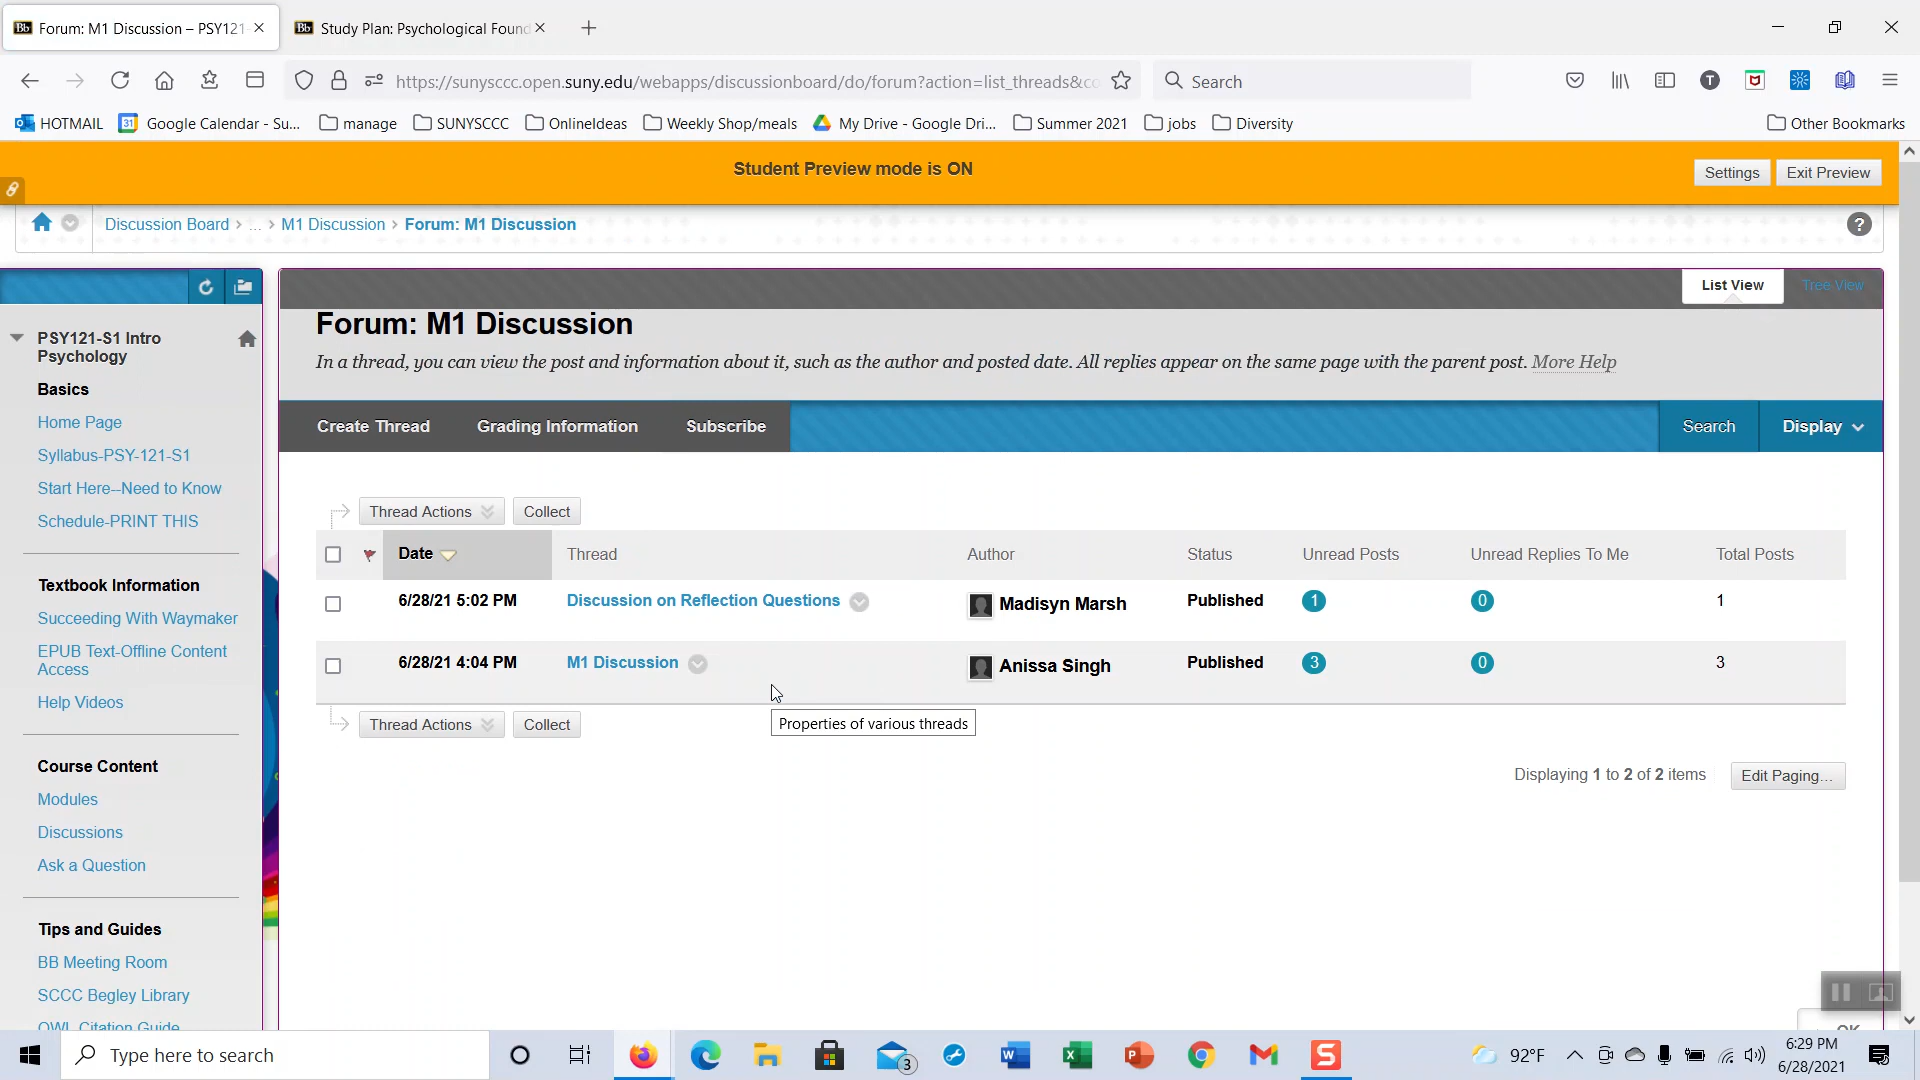 Forum: M1 Discussion – PSY121-
Study Plan: Psychological Found
https://sunysccc.open.suny.edu/webapps/discussionboard/do/forum?action=list_threads&cc
Search
HOTMAIL
Google Calendar - Su...
manage
SUNYSCCC
OnlineIdeas
Weekly Shop/meals
My Drive - Google Dri...
Summer 2021
jobs
Diversity
Other Bookmarks
Student Preview mode is ON
Settings
Exit Preview
Discussion Board
...
M1 Discussion
Forum: M1 Discussion
List View
Tree View
Forum: M1 Discussion
In a thread, you can view the post and information about it, such as the author and posted date. All replies appear on the same page with the parent post. More Help
Create Thread
Grading Information
Subscribe
Search
Display
PSY121-S1 Intro
Psychology
Basics
Home Page
Syllabus-PSY-121-S1
Start Here--Need to Know
Schedule-PRINT THIS
Textbook Information
Succeeding With Waymaker
EPUB Text-Offline Content
Access
Help Videos
Course Content
Modules
Discussions
Ask a Question
Tips and Guides
BB Meeting Room
SCCC Begley Library
OWL Citation Guide
Thread Actions
Collect
Date
Thread
Author
Status
Unread Posts
Unread Replies To Me
Total Posts
6/28/21 5:02 PM
Discussion on Reflection Questions
Madisyn Marsh
Published
1
0
1
6/28/21 4:04 PM
M1 Discussion
Anissa Singh
Published
3
0
3
Thread Actions
Collect
Properties of various threads
Displaying 1 to 2 of 2 items
Edit Paging...
OK
Type here to search
3
92°F
6:29 PM
6/28/2021